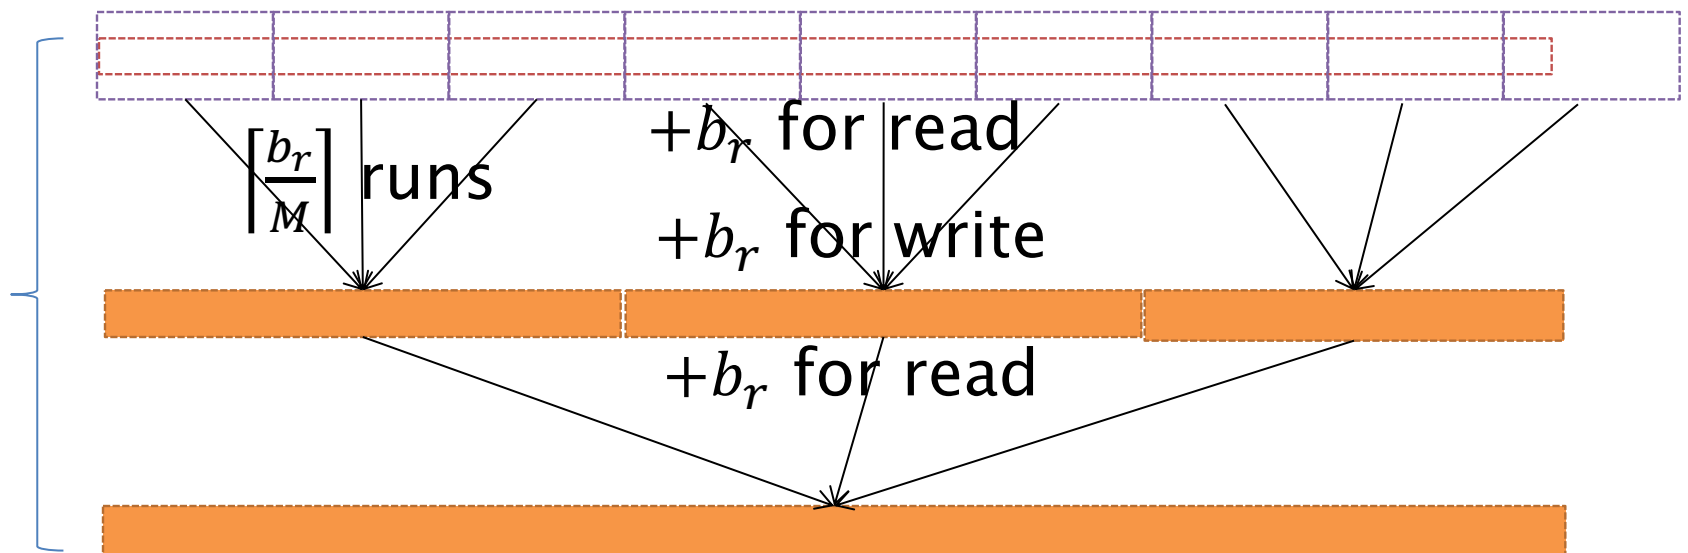 +b_r for read
⌈b_r/M⌉ runs
+b_r for write
+b_r for read